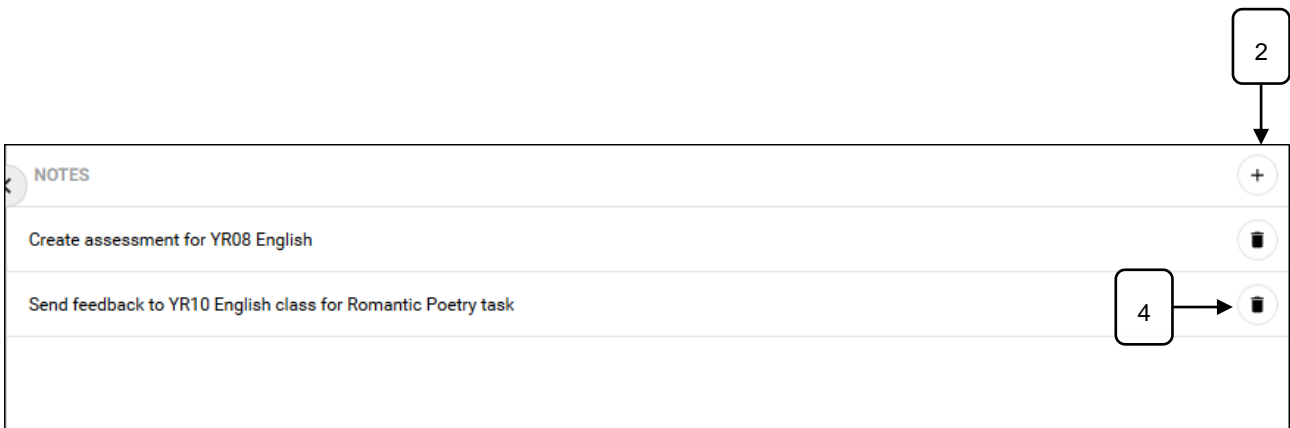 2
NOTES
Create assessment for YR08 English
Send feedback to YR10 English class for Romantic Poetry task
4